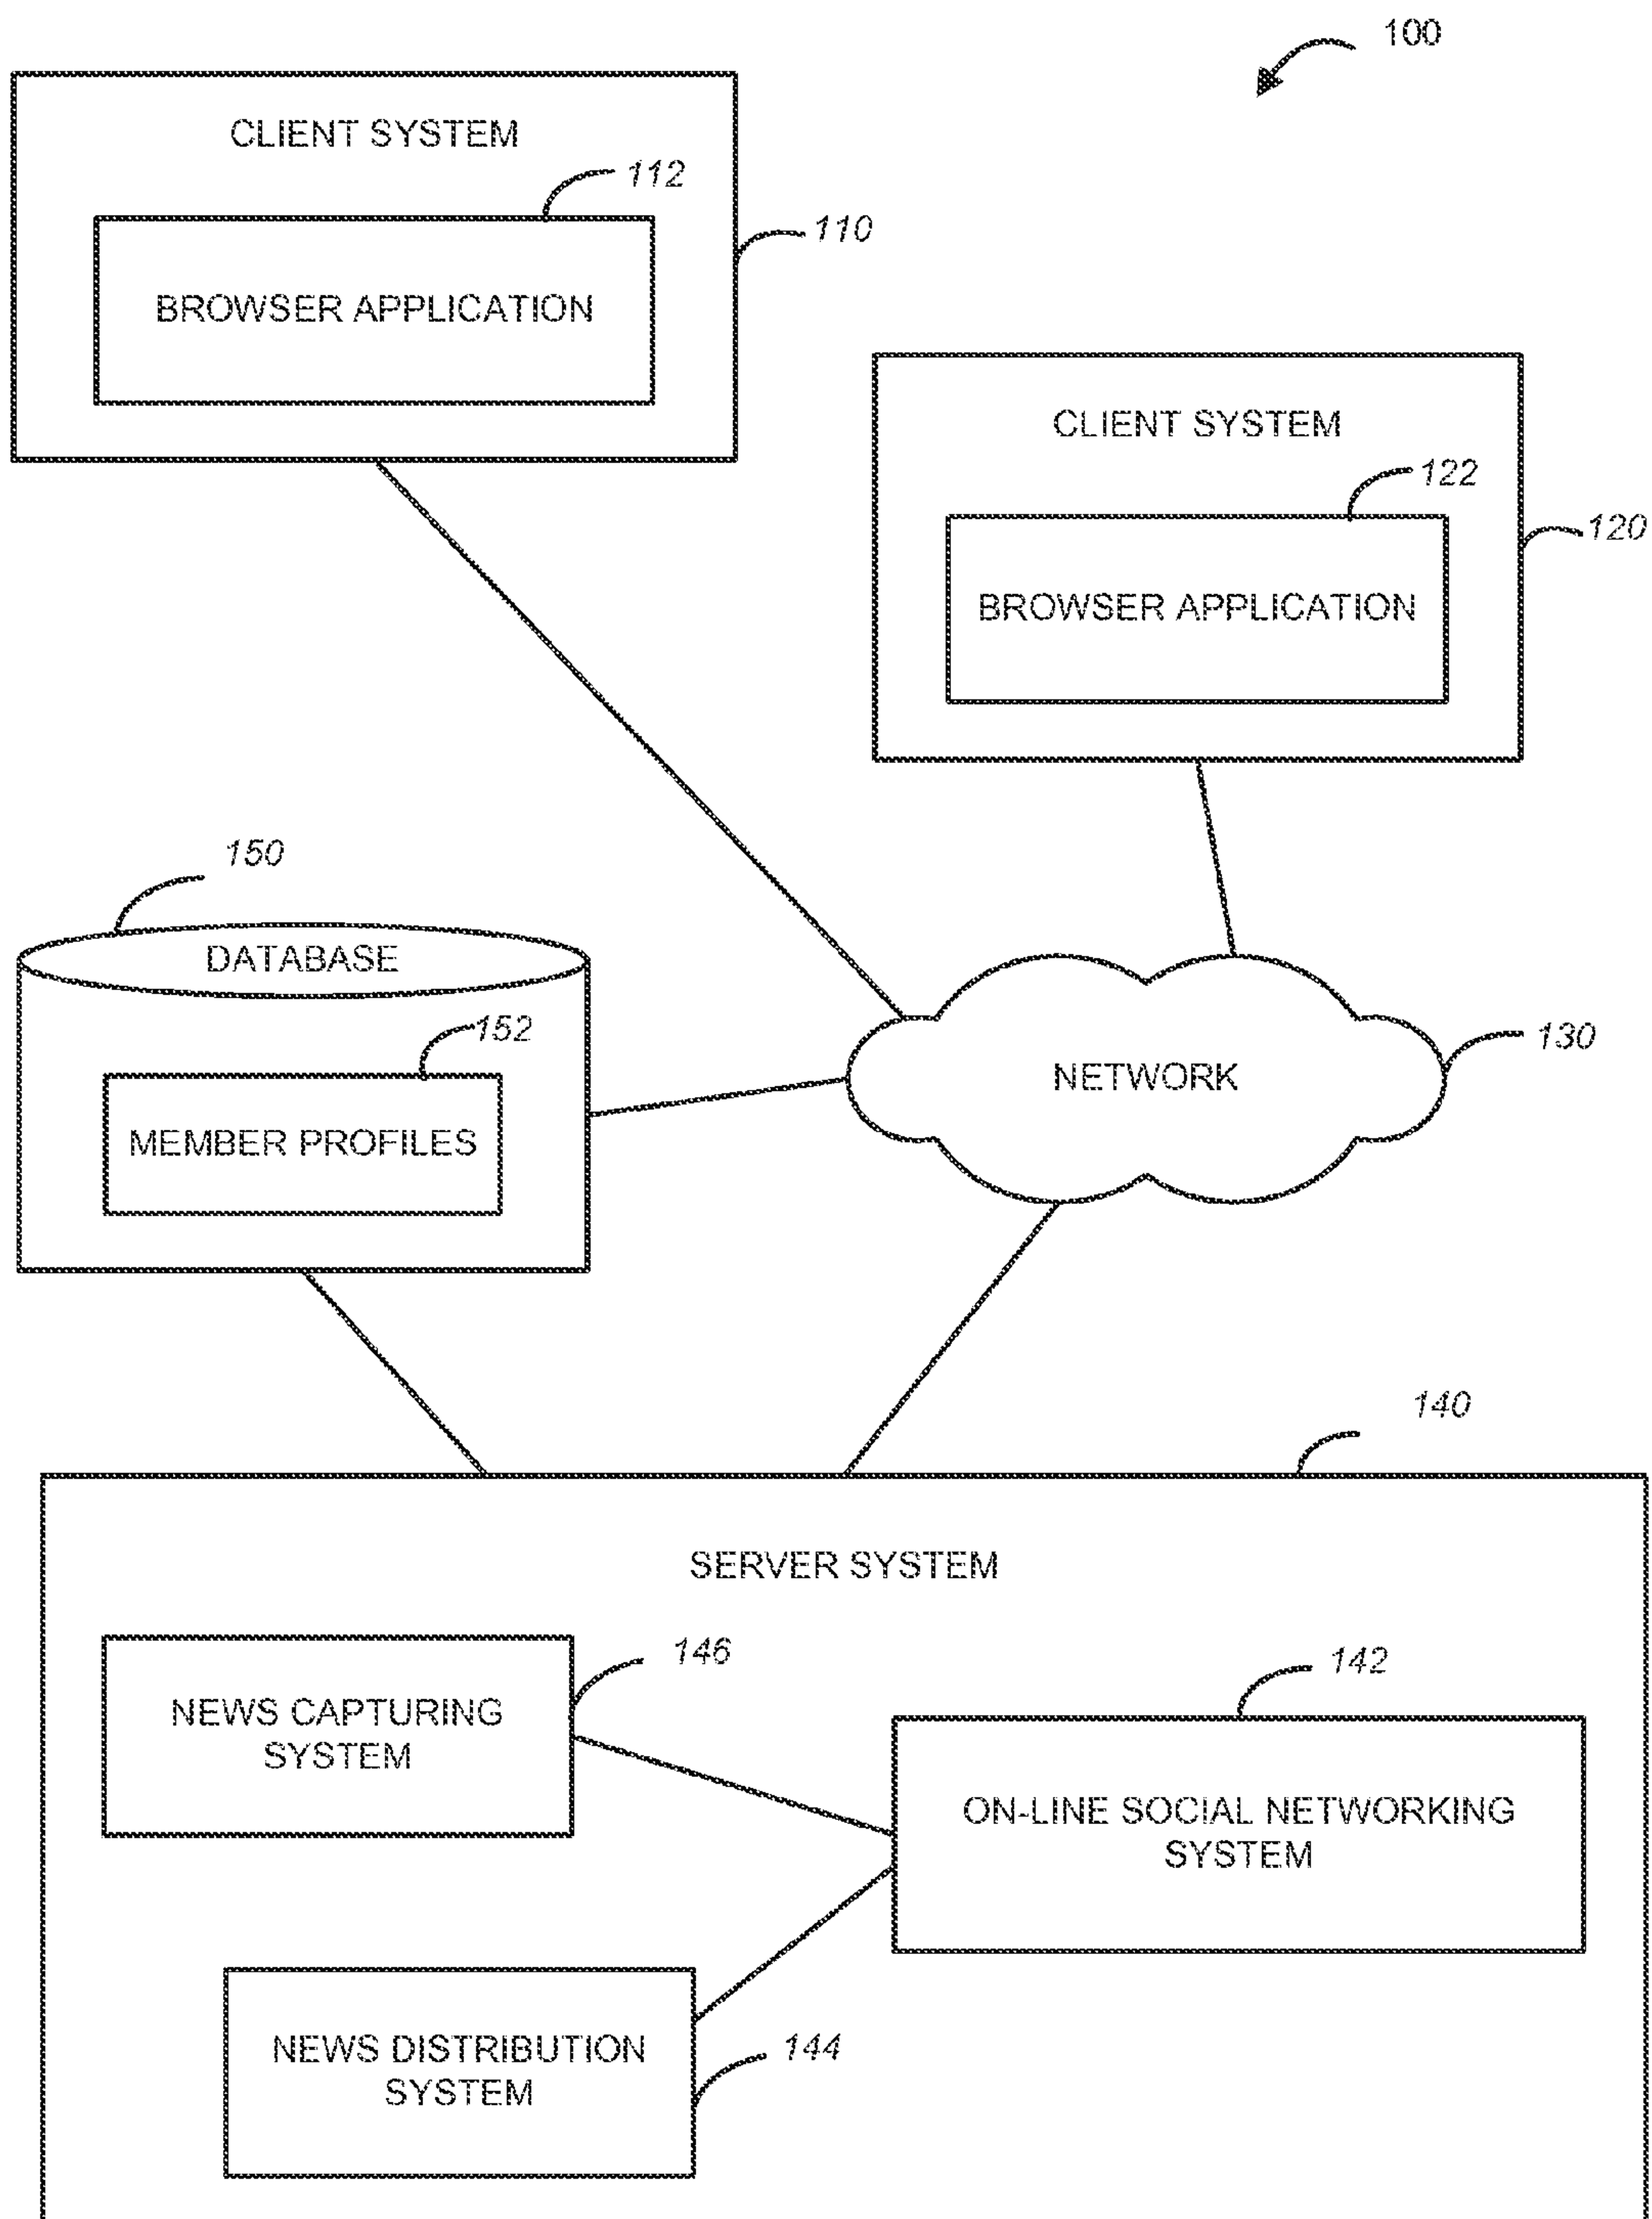 100
CLIENT SYSTEM
112
110
BROWSER APPLICATION
CLIENT SYSTEM
122
120
BROWSER APPLICATION
150
DATABASE
152
130
NETWORK
MEMBER PROFILES
140
SERVER SYSTEM
146
142
NEWS CAPTURING
SYSTEM
ON-LINE SOCIAL NETWORKING
SYSTEM
NEWS DISTRIBUTION
SYSTEM
144